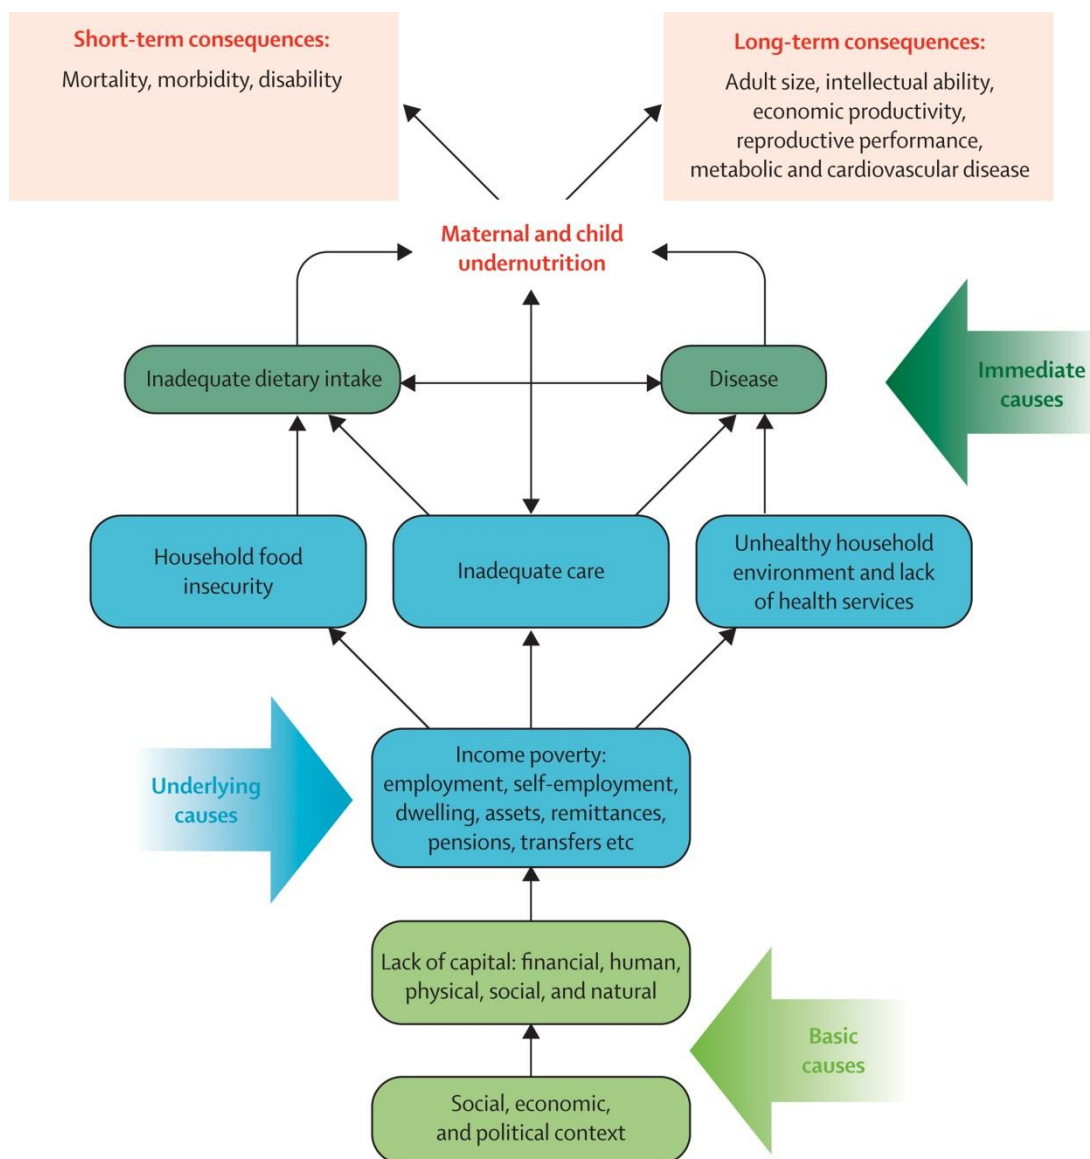 Short-term consequences:
Mortality, morbidity, disability
Long-term consequences:
Adult size, intellectual ability,
economic productivity,
reproductive performance,
metabolic and cardiovascular disease
Maternal and child
undernutrition
Inadequate dietary intake
Disease
Immediate
causes
Household food
insecurity
Inadequate care
Unhealthy household
environment and lack
of health services
Underlying
causes
Income poverty:
employment, self-employment,
dwelling, assets, remittances,
pensions, transfers etc
Lack of capital: financial, human,
physical, social, and natural
Basic
causes
Social, economic,
and political context